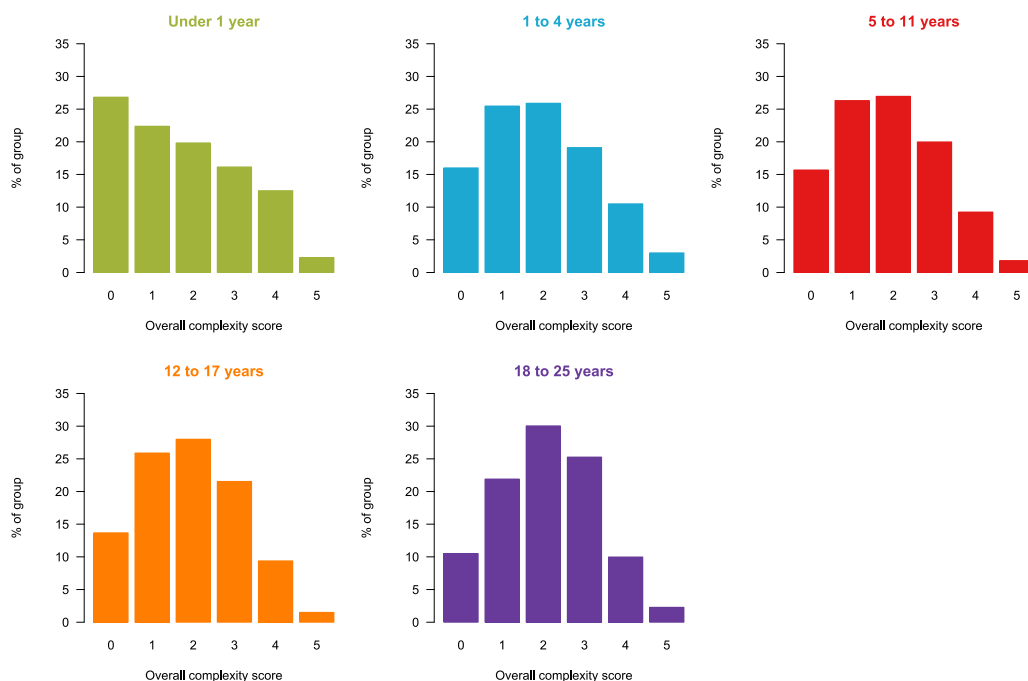 Under 1 year
35
30
25
20
15
10
5
0
% of group
0 1 2 3 4 5
Overall complexity score
1 to 4 years
35
30
25
20
15
10
5
0
% of group
0 1 2 3 4 5
Overall complexity score
5 to 11 years
35
30
25
20
15
10
5
0
% of group
0 1 2 3 4 5
Overall complexity score
12 to 17 years
35
30
25
20
15
10
5
0
% of group
0 1 2 3 4 5
Overall complexity score
18 to 25 years
35
30
25
20
15
10
5
0
% of group
0 1 2 3 4 5
Overall complexity score